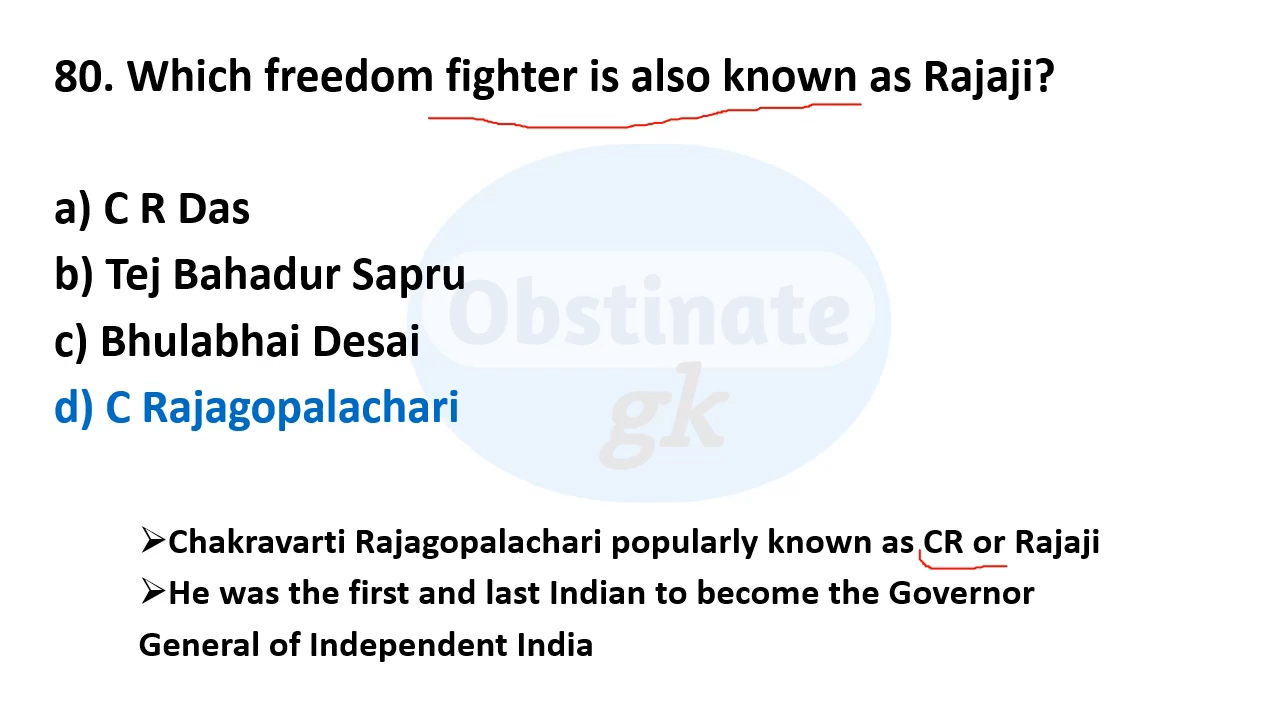 80. Which freedom fighter is also known as Rajaji?
a) C R Das
b) Tej Bahadur Sapru
c) Bhulabhai Desai
d) C Rajagopalachari
Obstinate
gk
➢Chakravarti Rajagopalachari popularly known as CR or Rajaji
➢He was the first and last Indian to become the Governor
General of Independent India